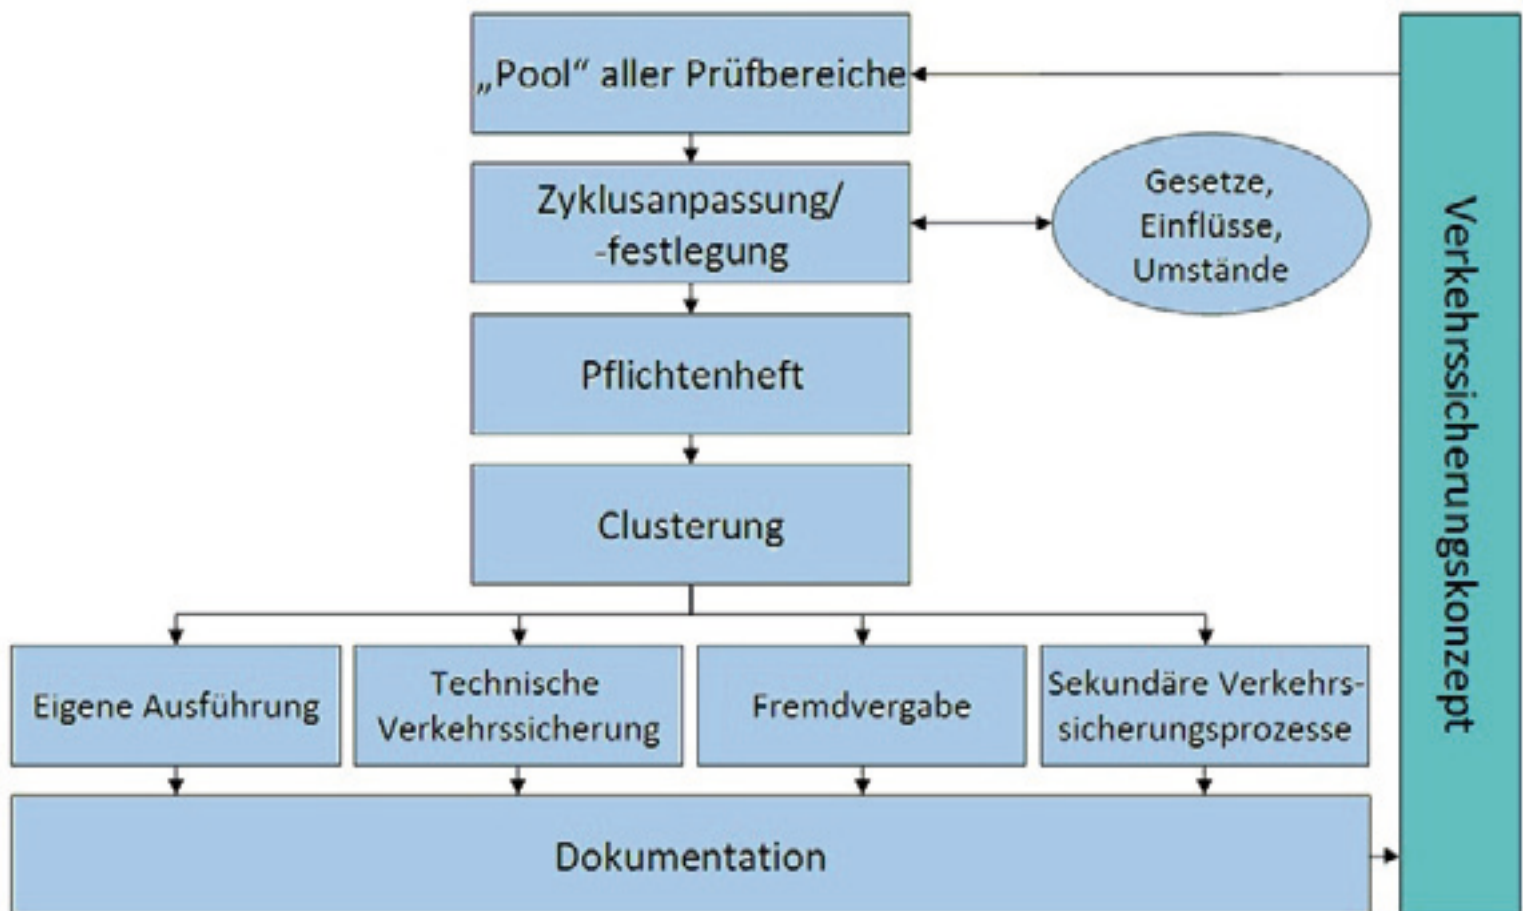 „Pool“ aller Prüfbereiche
Zyklusanpassung/
-festlegung
Gesetze,
Einflüsse,
Umstände
Pflichtenheft
Clusterung
Eigene Ausführung
Technische
Verkehrssicherung
Fremdvergabe
Sekundäre Verkehrs-
sicherungsprozesse
Dokumentation
Verkehrssicherungskonzept